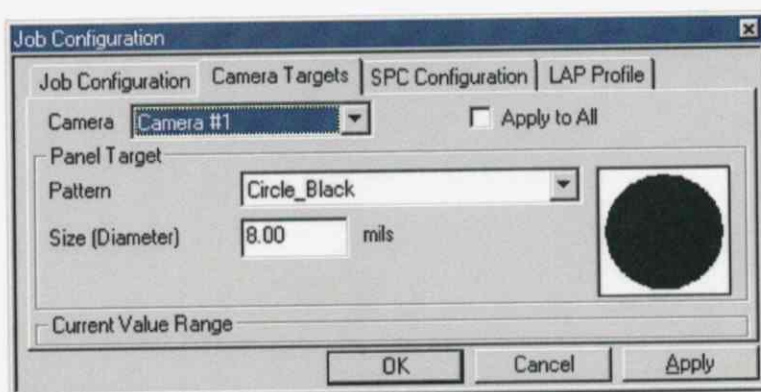 Job Configuration
Job Configuration Camera Targets SPC Configuration LAP Profile
Camera Camera #1 Apply to All
Panel Target
Pattern Circle_Black
Size (Diameter) 8.00 mils
Current Value Range
OK Cancel Apply